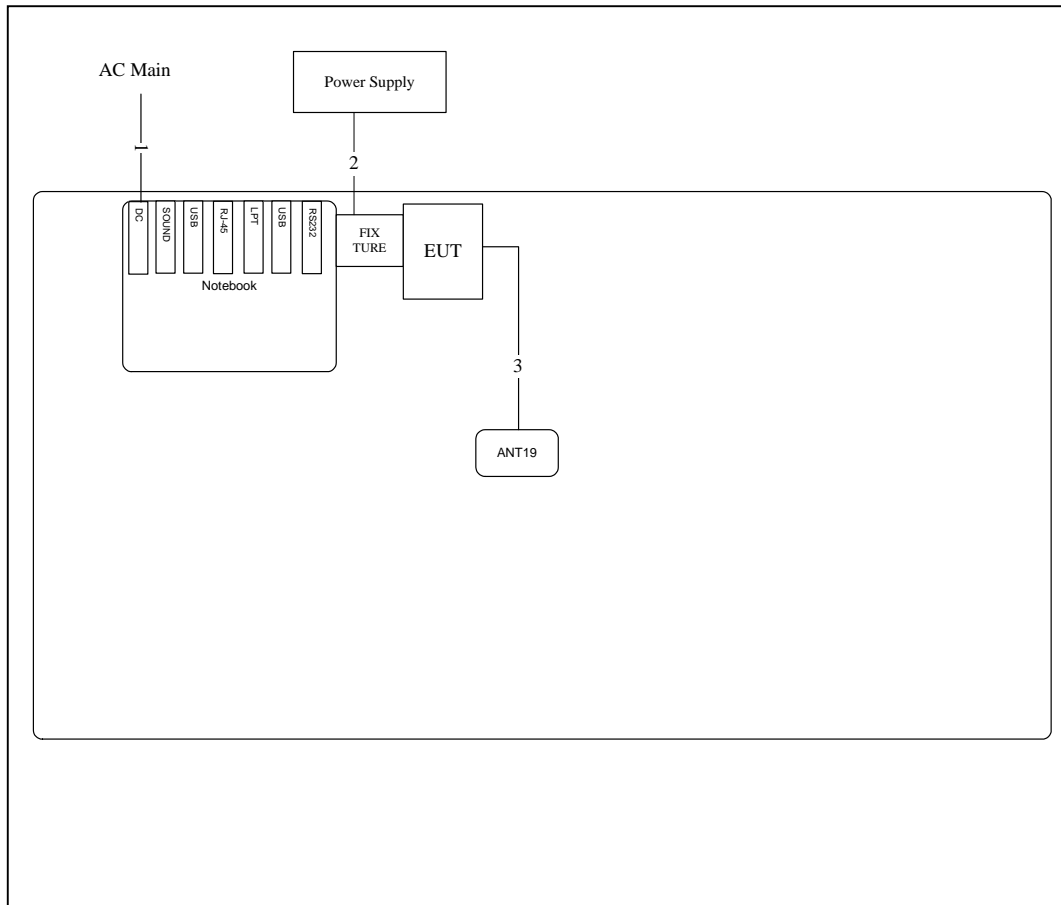 AC Main
Power Supply
1
2
DC
SOUND
USB
RJ-45
LPT
USB
RS232
FIX
TURE
EUT
Notebook
3
ANT19